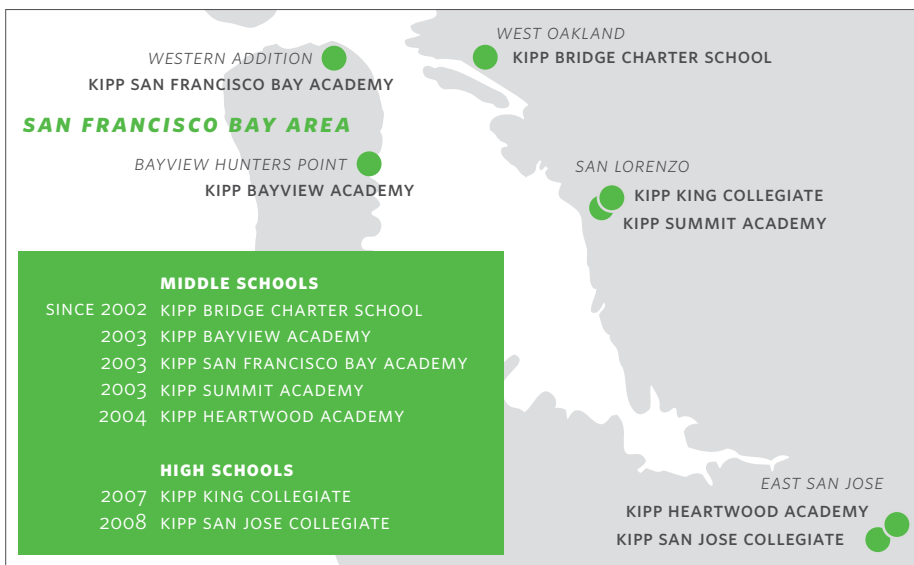 WESTERN ADDITION
KIPP SAN FRANCISCO BAY ACADEMY
WEST OAKLAND
KIPP BRIDGE CHARTER SCHOOL
SAN FRANCISCO BAY AREA
BAYVIEW HUNTERS POINT
KIPP BAYVIEW ACADEMY
SAN LORENZO
KIPP KING COLLEGIATE
KIPP SUMMIT ACADEMY
MIDDLE SCHOOLS
SINCE 2002 KIPP BRIDGE CHARTER SCHOOL
2003 KIPP BAYVIEW ACADEMY
2003 KIPP SAN FRANCISCO BAY ACADEMY
2003 KIPP SUMMIT ACADEMY
2004 KIPP HEARTWOOD ACADEMY
HIGH SCHOOLS
2007 KIPP KING COLLEGIATE
2008 KIPP SAN JOSE COLLEGIATE
EAST SAN JOSE
KIPP HEARTWOOD ACADEMY
KIPP SAN JOSE COLLEGIATE